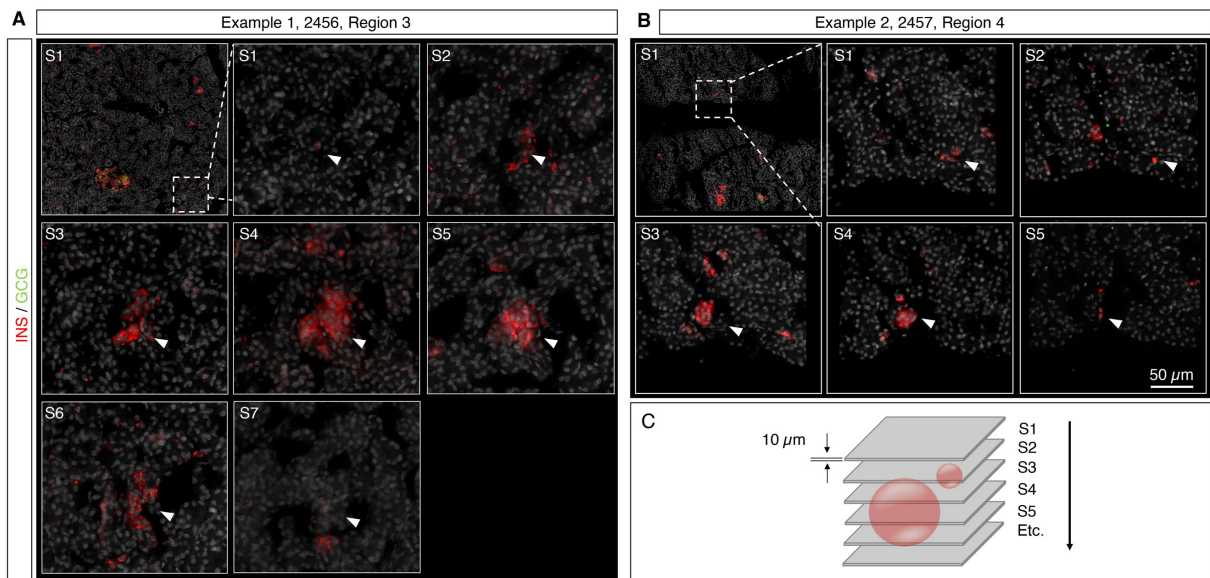 A
Example 1, 2456, Region 3
INS / GCG
S1
S1
S2
S3
S4
S5
S6
S7
B
Example 2, 2457, Region 4
S1
S1
S2
S3
S4
S5
50 µm
C
10 µm
S1
S2
S3
S4
S5
Etc.